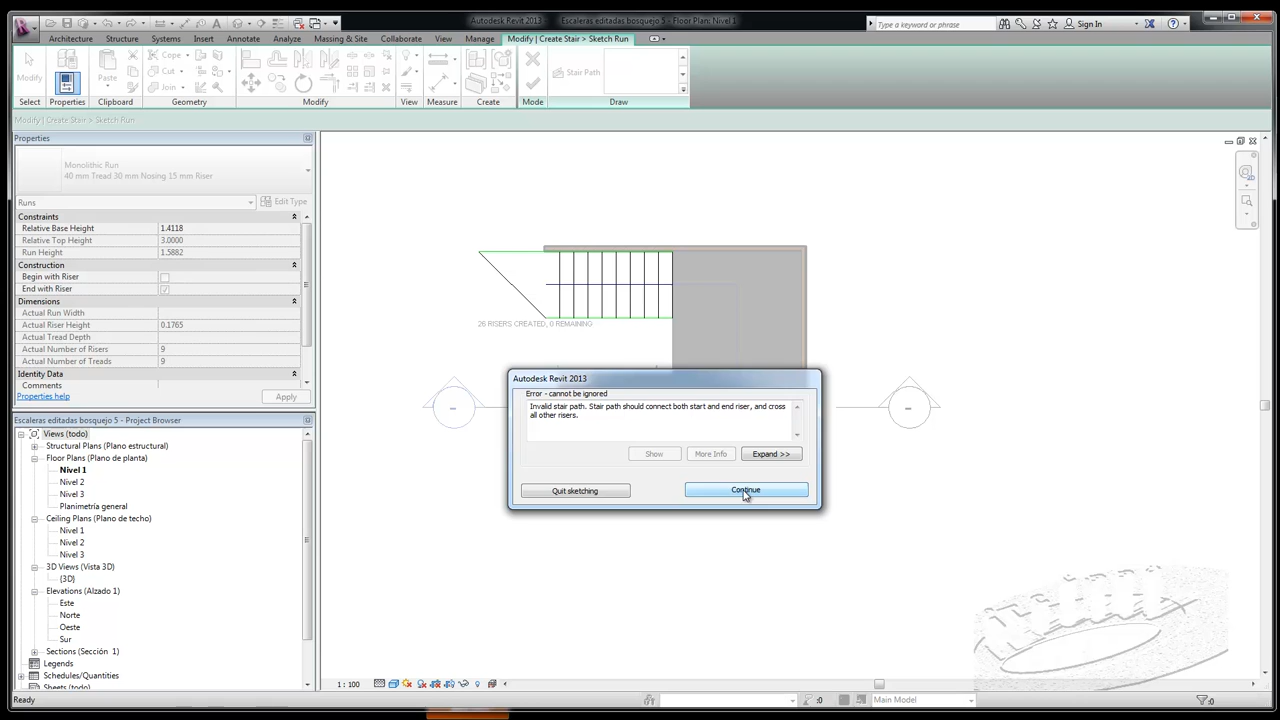 Autodesk Revit 2013 Escaleras editadas bosquejo 5 - Floor Plan: Nivel 1
Type a keyword or phrase
Sign In
Architecture Structure Systems Insert Annotate Analyze Massing & Site Collaborate View Manage Modify | Create Stair > Sketch Run
Modify
Paste
Cope
Cut
Join
Stair Path
Select Properties Clipboard Geometry Modify View Measure Create Mode Draw
Modify | Create Stair > Sketch Run
Properties
Monolithic Run
40 mm Tread 30 mm Nosing 15 mm Riser
Runs
Edit Type
Constraints
Relative Base Height 1.4118
Relative Top Height 3.0000
Run Height 1.5882
Construction
Begin with Riser
End with Riser
Dimensions
Actual Run Width
Actual Riser Height 0.1765
Actual Tread Depth
Actual Number of Risers 9
Actual Number of Treads 9
Identity Data
Comments
Properties help
Apply
Escaleras editadas bosquejo 5 - Project Browser
Views (todo)
Structural Plans (Plano estructural)
Floor Plans (Plano de planta)
Nivel 1
Nivel 2
Nivel 3
Planimetría general
Ceiling Plans (Plano de techo)
Nivel 1
Nivel 2
Nivel 3
3D Views (Vista 3D)
{3D}
Elevations (Alzado 1)
Este
Norte
Oeste
Sur
Sections (Sección 1)
Legends
Schedules/Quantities
Sheets (todo)
26 RISERS CREATED, 0 REMAINING
Autodesk Revit 2013
Error - cannot be ignored
Invalid stair path. Stair path should connect both start and end riser, and cross
all other risers.
Show
More Info
Expand >>
Quit sketching
Continue
1 : 100
Ready
:0
Main Model
:0